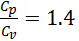 C_p/C_v = 1.4